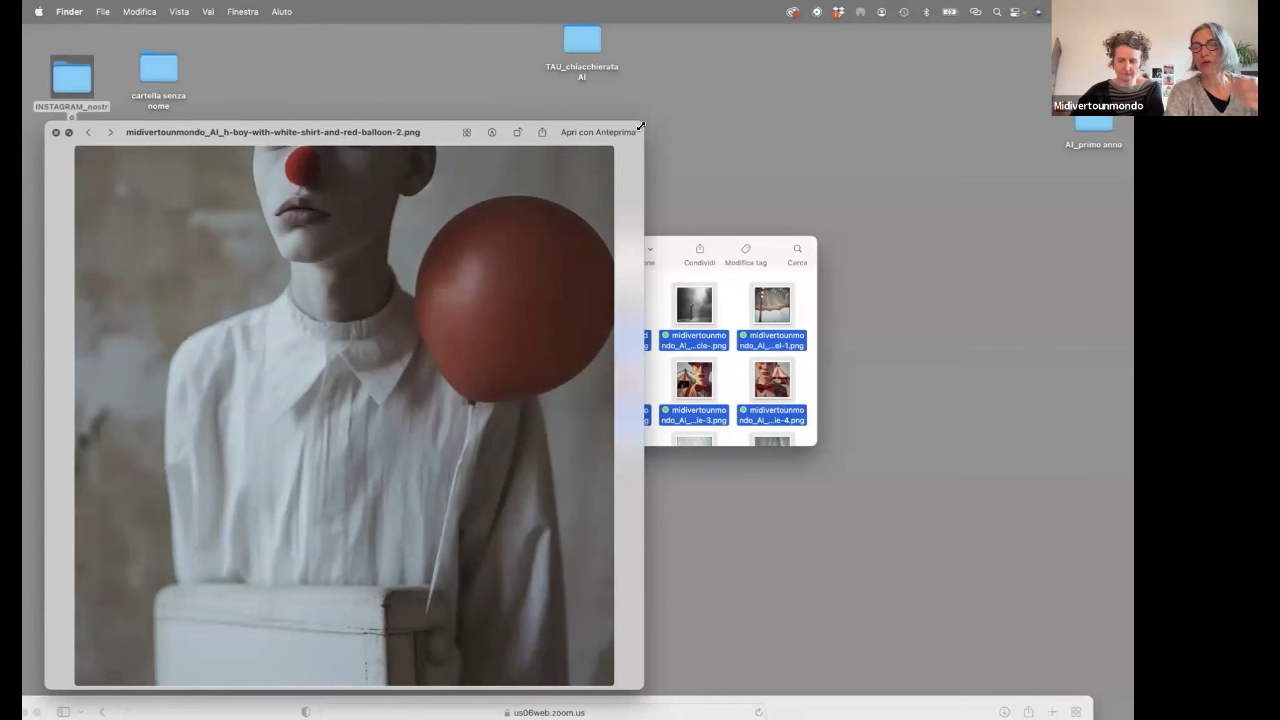 Finder File Modifica Vista Vai Finestra Aiuto
TAU_chiacchierata
AI
INSTAGRAM_nostr
o
cartella senza
nome
Midivertounmondo
AI_primo anno
midivertounmondo_AI_h-boy-with-white-shirt-and-red-balloon-2.png
Apri con Anteprima
one Condividi Modifica tag Cerca
midivertounmo
ndo_AI_...cle-.png
midivertounmo
ndo_AI_...el-1.png
midivertounmo
ndo_AI_...le-3.png
midivertounmo
ndo_AI_...ie-4.png
us06web.zoom.us